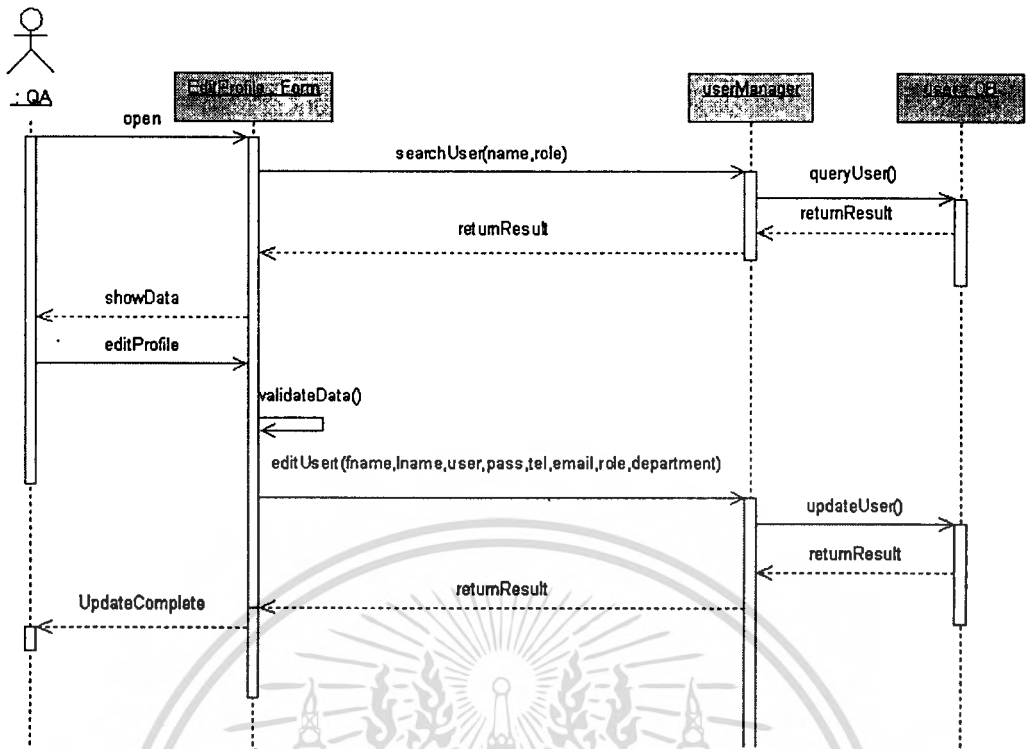 : QA
EditProfile : Form
userManager
open
searchUser(name,role)
queryUser()
returnResult
returnResult
showData
editProfile
validateData()
editUsert(fname,lname,user,pass,tel,email,role,department)
updateUser()
returnResult
returnResult
UpdateComplete